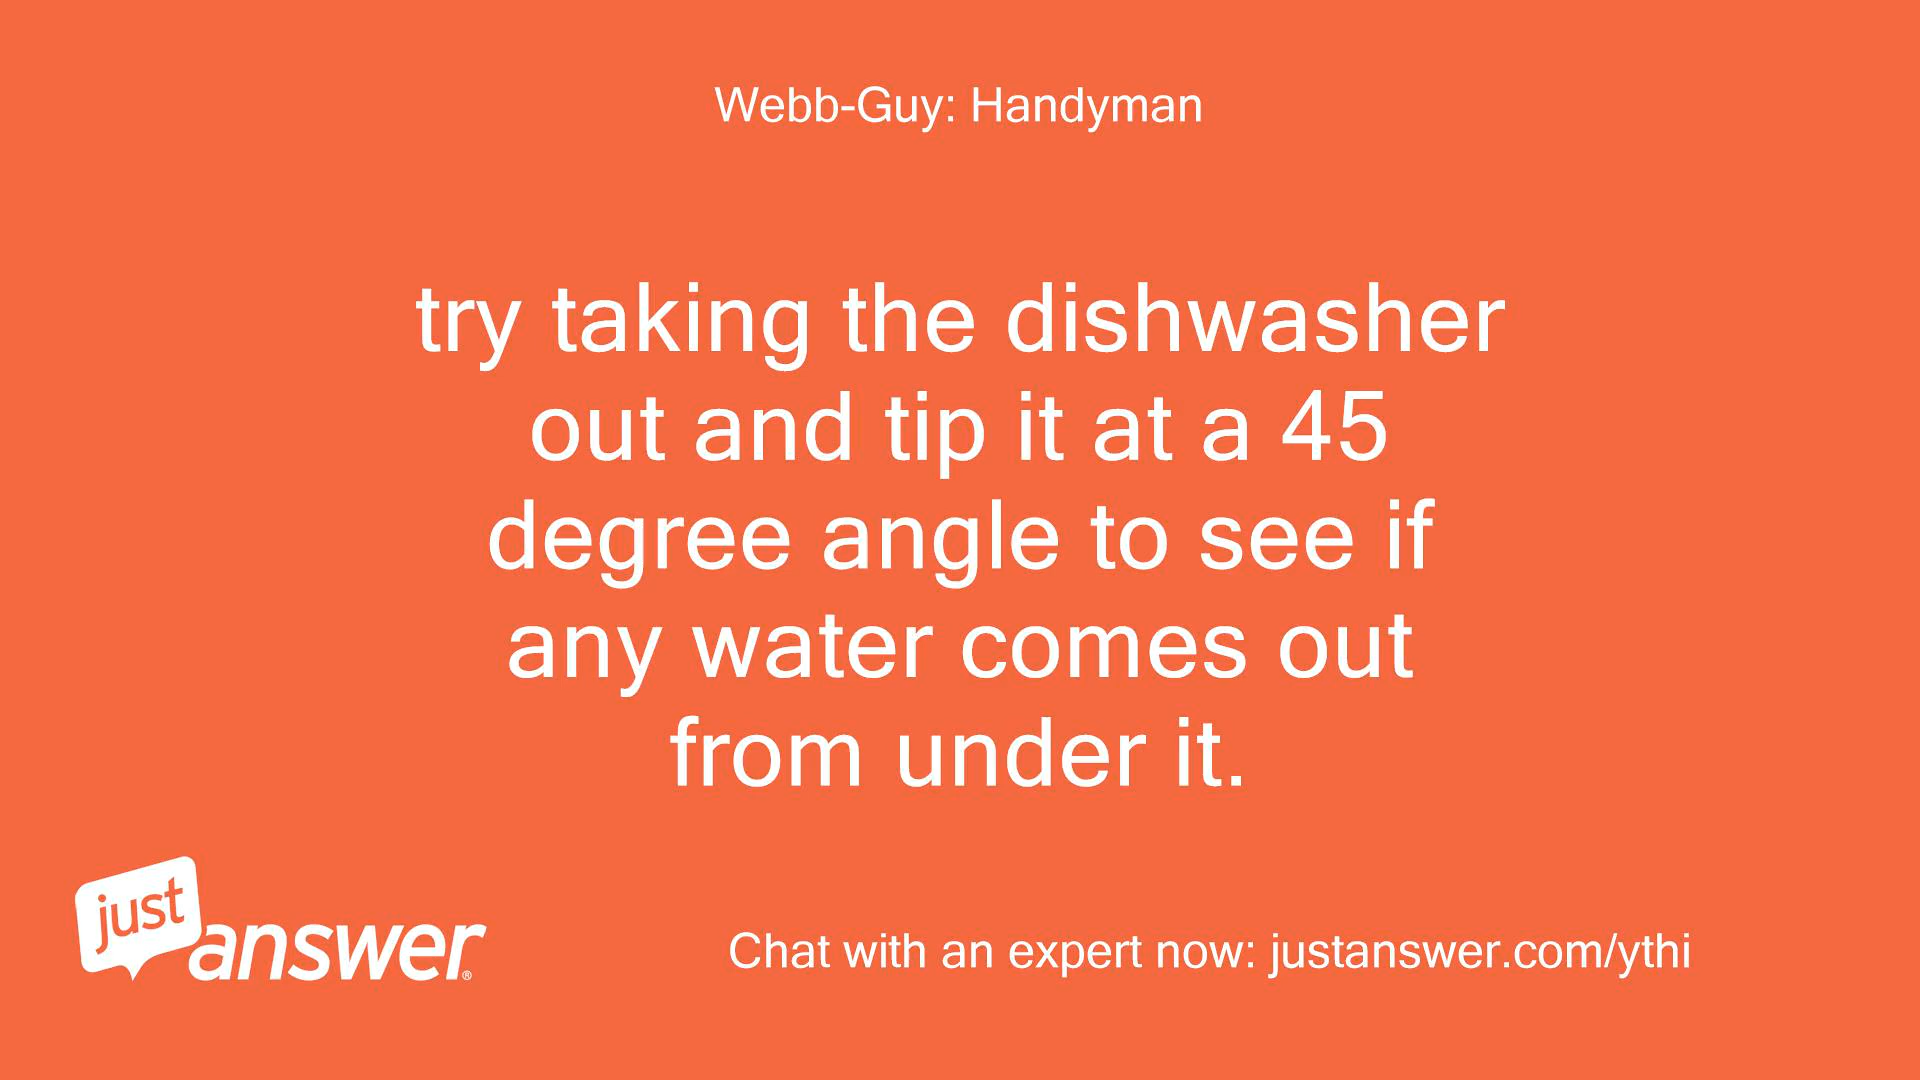 Webb-Guy: Handyman
try taking the dishwasher
out and tip it at a 45
degree angle to see if
any water comes out
from under it.
just
answer®
Chat with an expert now: justanswer.com/ythi